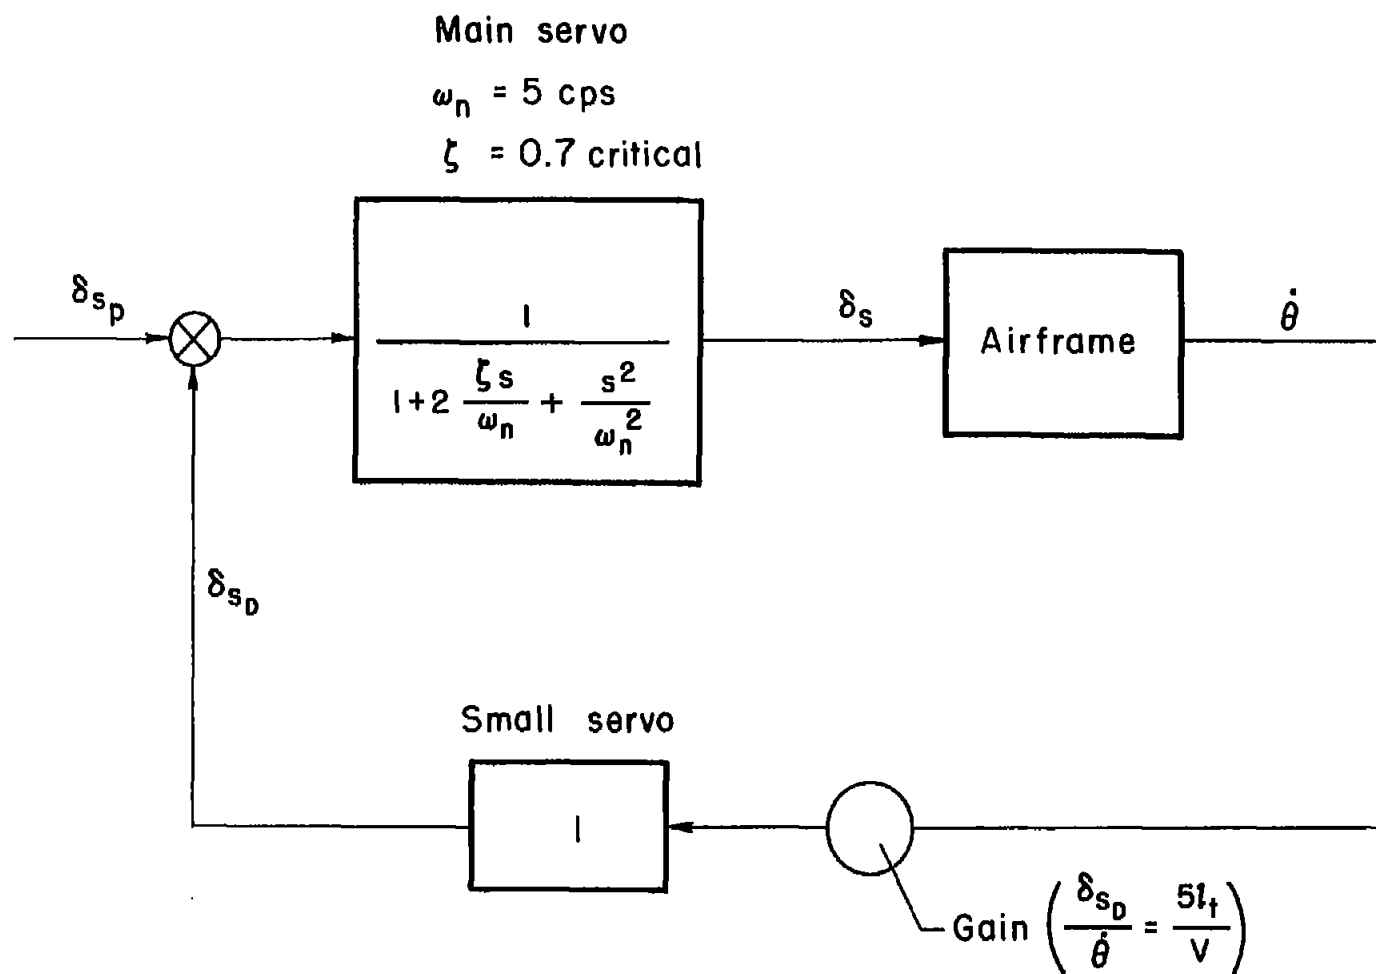 Main servo
ωn = 5 cps
ζ = 0.7 critical
δsp
1
1+2 ζs/ωn + s²/ωn²
δs
Airframe
θ̇
δsD
Small servo
1
Gain (δsD/θ̇ = 5lt/V)